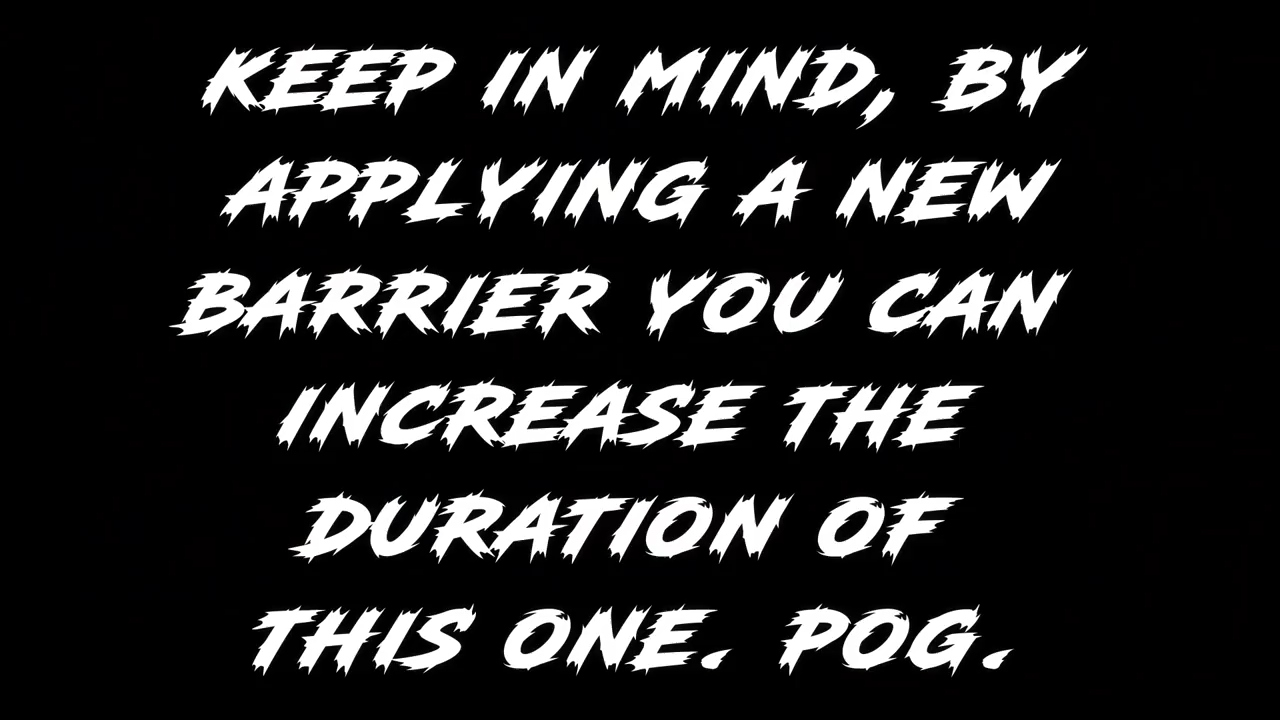 KEEP IN MIND, BY
APPLYING A NEW
BARRIER YOU CAN
INCREASE THE
DURATION OF
THIS ONE. POG.